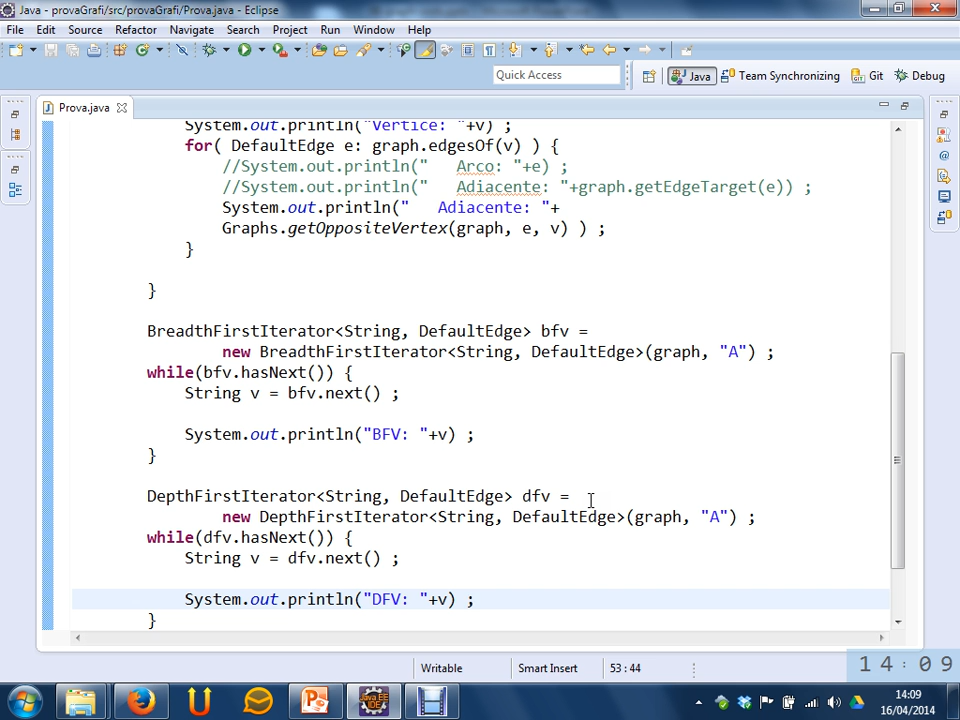 Java - provaGrafi/src/provaGrafi/Prova.java - Eclipse
File Edit Source Refactor Navigate Search Project Run Window Help
Quick Access
Java Team Synchronizing Git Debug
Prova.java
System.out.println("Vertice: "+v) ;
for( DefaultEdge e: graph.edgesOf(v) ) {
//System.out.println("   Arco: "+e) ;
//System.out.println("   Adiacente: "+graph.getEdgeTarget(e)) ;
System.out.println("   Adiacente: "+
Graphs.getOppositeVertex(graph, e, v) ) ;
}
}
BreadthFirstIterator<String, DefaultEdge> bfv =
new BreadthFirstIterator<String, DefaultEdge>(graph, "A") ;
while(bfv.hasNext()) {
String v = bfv.next() ;
System.out.println("BFV: "+v) ;
}
DepthFirstIterator<String, DefaultEdge> dfv =
new DepthFirstIterator<String, DefaultEdge>(graph, "A") ;
while(dfv.hasNext()) {
String v = dfv.next() ;
System.out.println("DFV: "+v) ;
}
Writable Smart Insert 53 : 44
14:09
14:09
16/04/2014